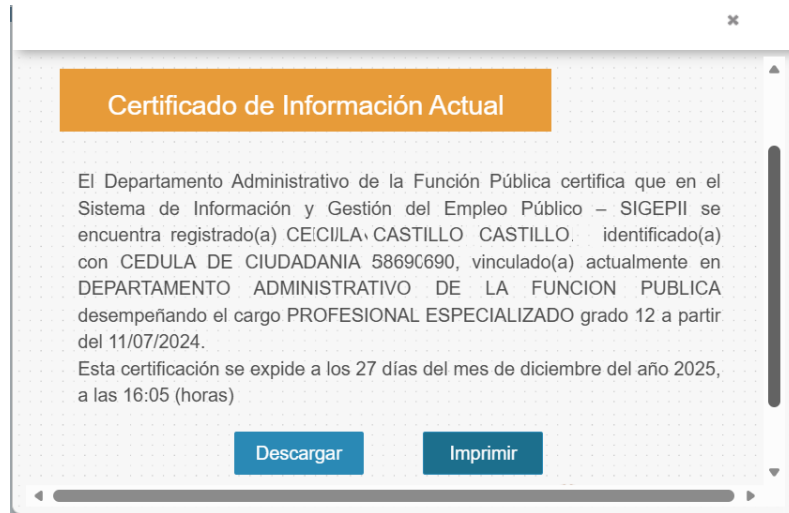 Certificado de Información Actual
El Departamento Administrativo de la Función Pública certifica que en el
Sistema de Información y Gestión del Empleo Público – SIGEPII se
encuentra registrado(a) CECILA CASTILLO CASTILLO. identificado(a)
con CEDULA DE CIUDADANIA 58690690, vinculado(a) actualmente en
DEPARTAMENTO ADMINISTRATIVO DE LA FUNCION PUBLICA
desempeñando el cargo PROFESIONAL ESPECIALIZADO grado 12 a partir
del 11/07/2024.
Esta certificación se expide a los 27 días del mes de diciembre del año 2025,
a las 16:05 (horas)
Descargar Imprimir